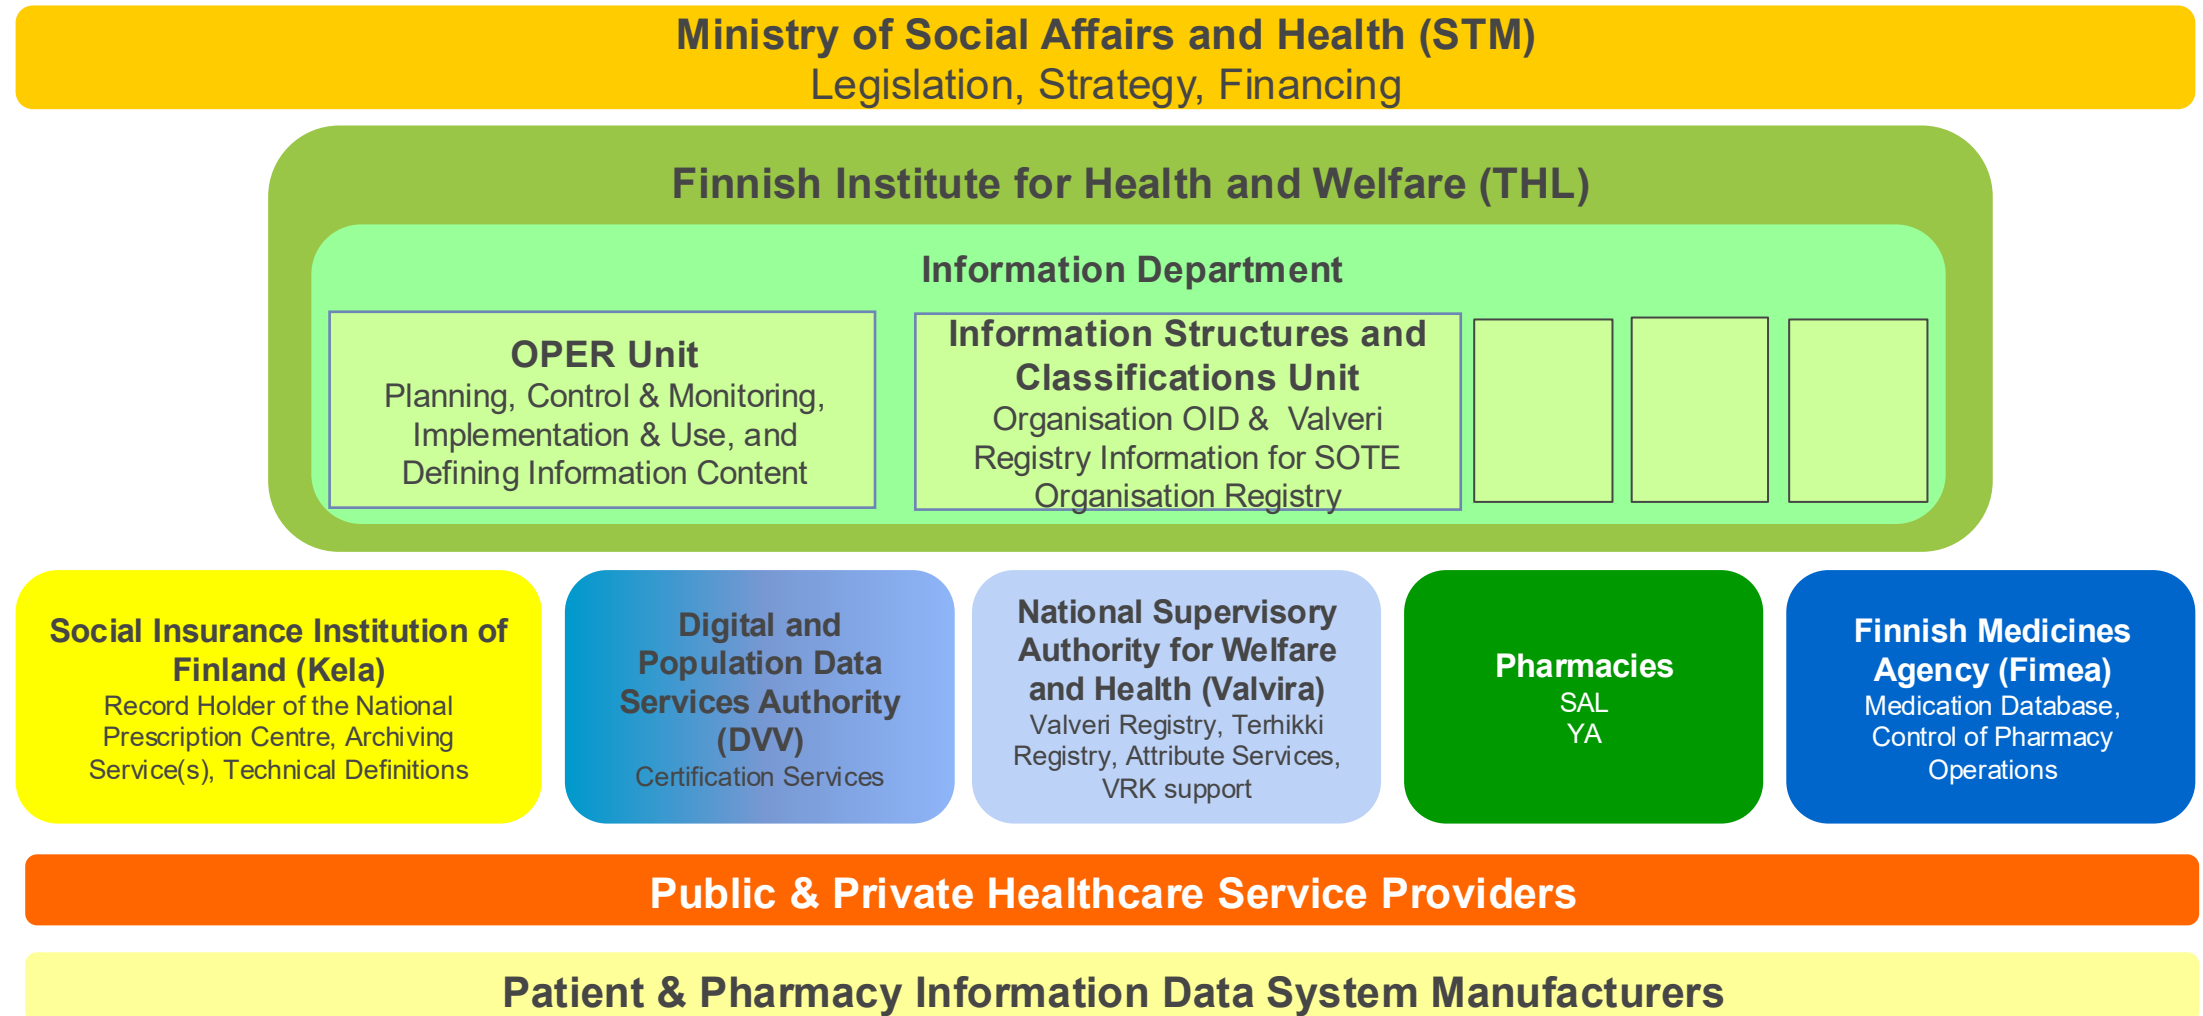 Ministry of Social Affairs and Health (STM)
Legislation, Strategy, Financing
Finnish Institute for Health and Welfare (THL)
Information Department
OPER Unit
Planning, Control & Monitoring,
Implementation & Use, and
Defining Information Content
Information Structures and
Classifications Unit
Organisation OID & Valveri
Registry Information for SOTE
Organisation Registry
Social Insurance Institution of
Finland (Kela)
Record Holder of the National
Prescription Centre, Archiving
Service(s), Technical Definitions
Digital and
Population Data
Services Authority
(DVV)
Certification Services
National Supervisory
Authority for Welfare
and Health (Valvira)
Valveri Registry, Terhikki
Registry, Attribute Services,
VRK support
Pharmacies
SAL
YA
Finnish Medicines
Agency (Fimea)
Medication Database,
Control of Pharmacy
Operations
Public & Private Healthcare Service Providers
Patient & Pharmacy Information Data System Manufacturers